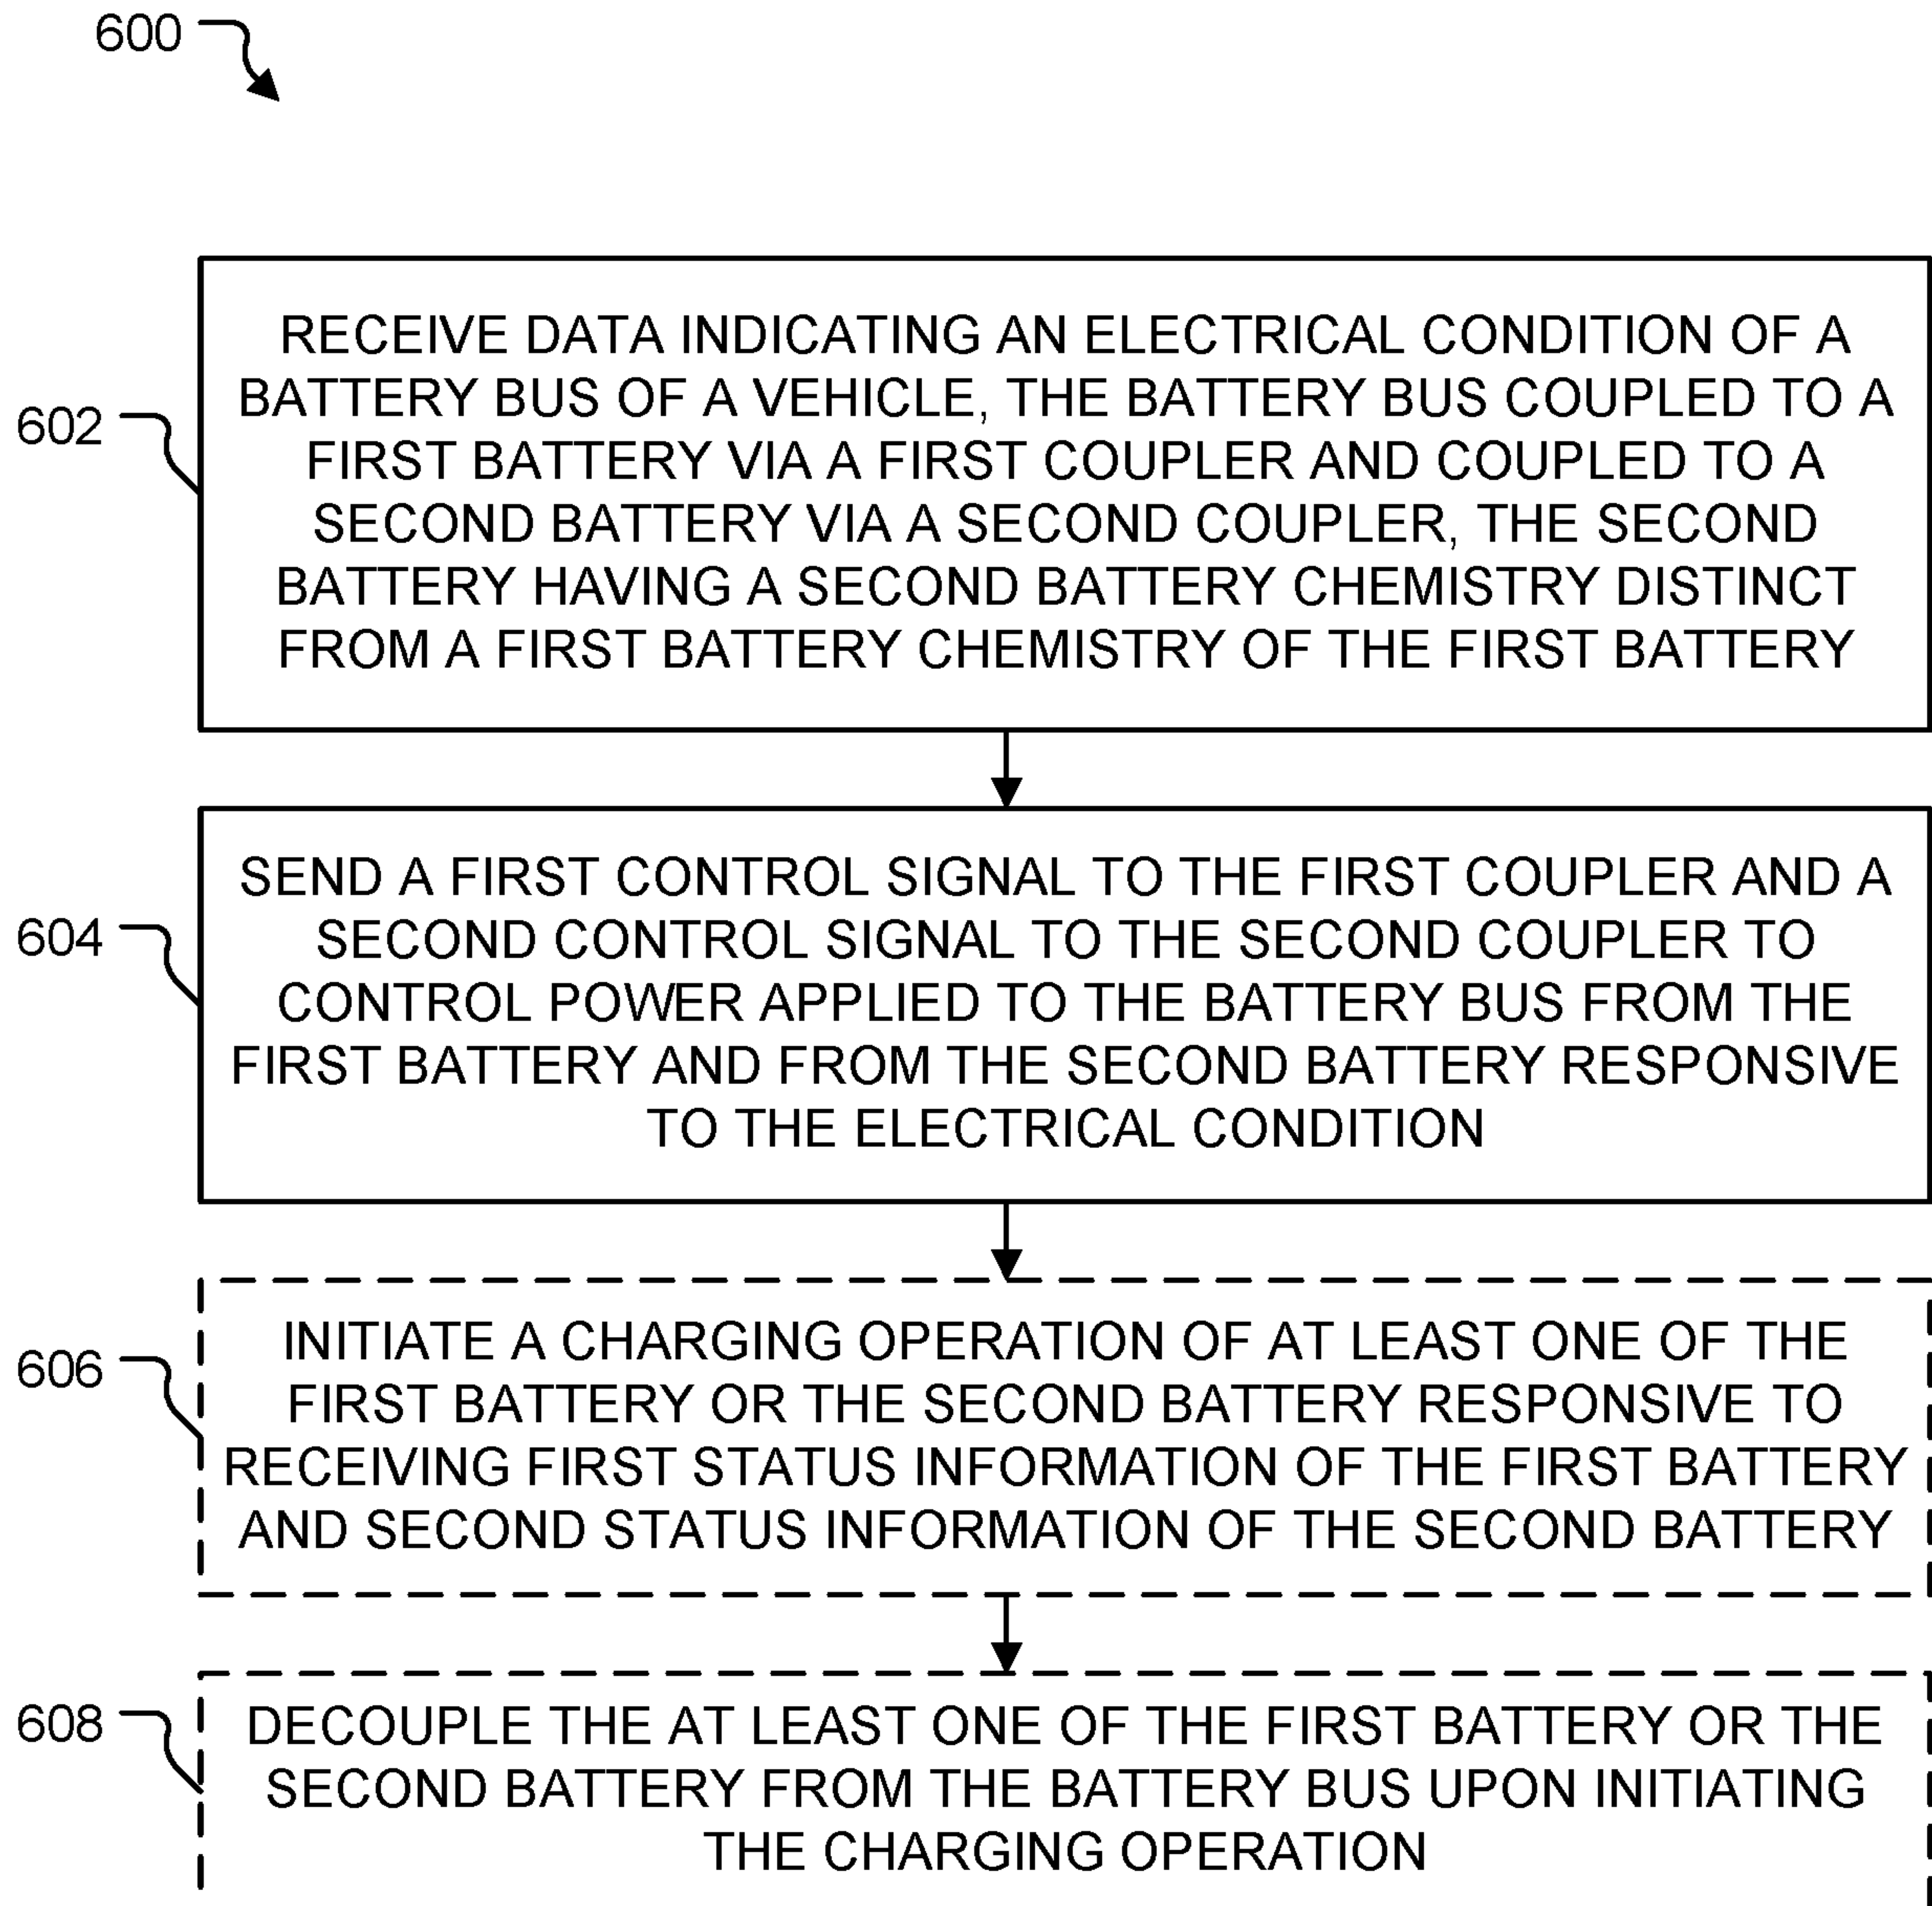 600
602
RECEIVE DATA INDICATING AN ELECTRICAL CONDITION OF A
BATTERY BUS OF A VEHICLE, THE BATTERY BUS COUPLED TO A
FIRST BATTERY VIA A FIRST COUPLER AND COUPLED TO A
SECOND BATTERY VIA A SECOND COUPLER, THE SECOND
BATTERY HAVING A SECOND BATTERY CHEMISTRY DISTINCT
FROM A FIRST BATTERY CHEMISTRY OF THE FIRST BATTERY
604
SEND A FIRST CONTROL SIGNAL TO THE FIRST COUPLER AND A
SECOND CONTROL SIGNAL TO THE SECOND COUPLER TO
CONTROL POWER APPLIED TO THE BATTERY BUS FROM THE
FIRST BATTERY AND FROM THE SECOND BATTERY RESPONSIVE
TO THE ELECTRICAL CONDITION
606
INITIATE A CHARGING OPERATION OF AT LEAST ONE OF THE
FIRST BATTERY OR THE SECOND BATTERY RESPONSIVE TO
RECEIVING FIRST STATUS INFORMATION OF THE FIRST BATTERY
AND SECOND STATUS INFORMATION OF THE SECOND BATTERY
608
DECOUPLE THE AT LEAST ONE OF THE FIRST BATTERY OR THE
SECOND BATTERY FROM THE BATTERY BUS UPON INITIATING
THE CHARGING OPERATION